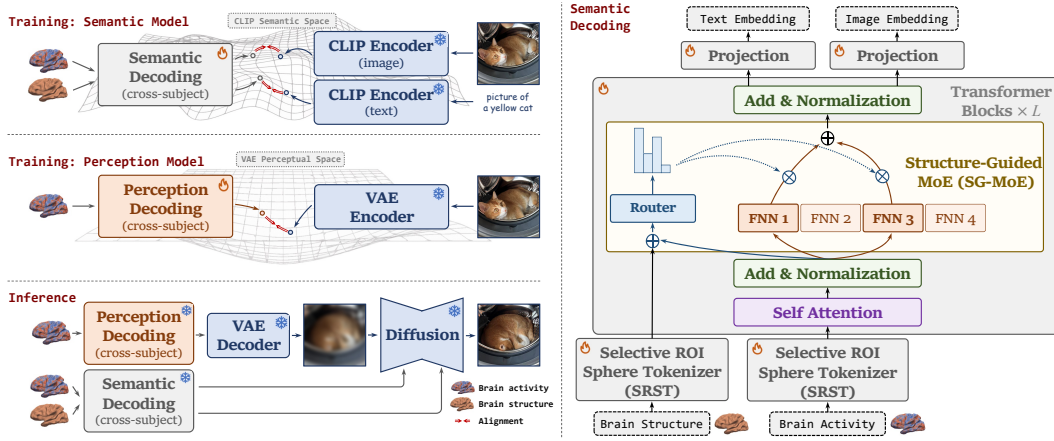 Training: Semantic Model
CLIP Semantic Space
Semantic
Decoding
(cross-subject)
CLIP Encoder
(image)
CLIP Encoder
(text)
picture of
a yellow cat
Training: Perception Model
VAE Perceptual Space
Perception
Decoding
(cross-subject)
VAE
Encoder
Inference
Perception
Decoding
(cross-subject)
VAE
Decoder
Diffusion
Semantic
Decoding
(cross-subject)
Brain activity
Brain structure
Alignment
Semantic
Decoding
Text Embedding
Image Embedding
Projection
Projection
Transformer
Blocks × L
Add & Normalization
Structure-Guided
MoE (SG-MoE)
Router
FNN 1
FNN 2
FNN 3
FNN 4
Add & Normalization
Self Attention
Selective ROI
Sphere Tokenizer
(SRST)
Selective ROI
Sphere Tokenizer
(SRST)
Brain Structure
Brain Activity